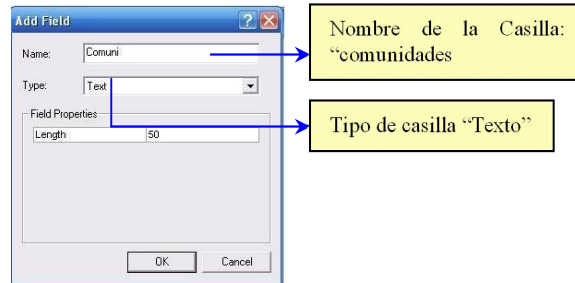 Add Field
Name: Comuni
Type: Text
Field Properties
Length 50
OK Cancel
Nombre de la Casilla:
“comunidades
Tipo de casilla “Texto”